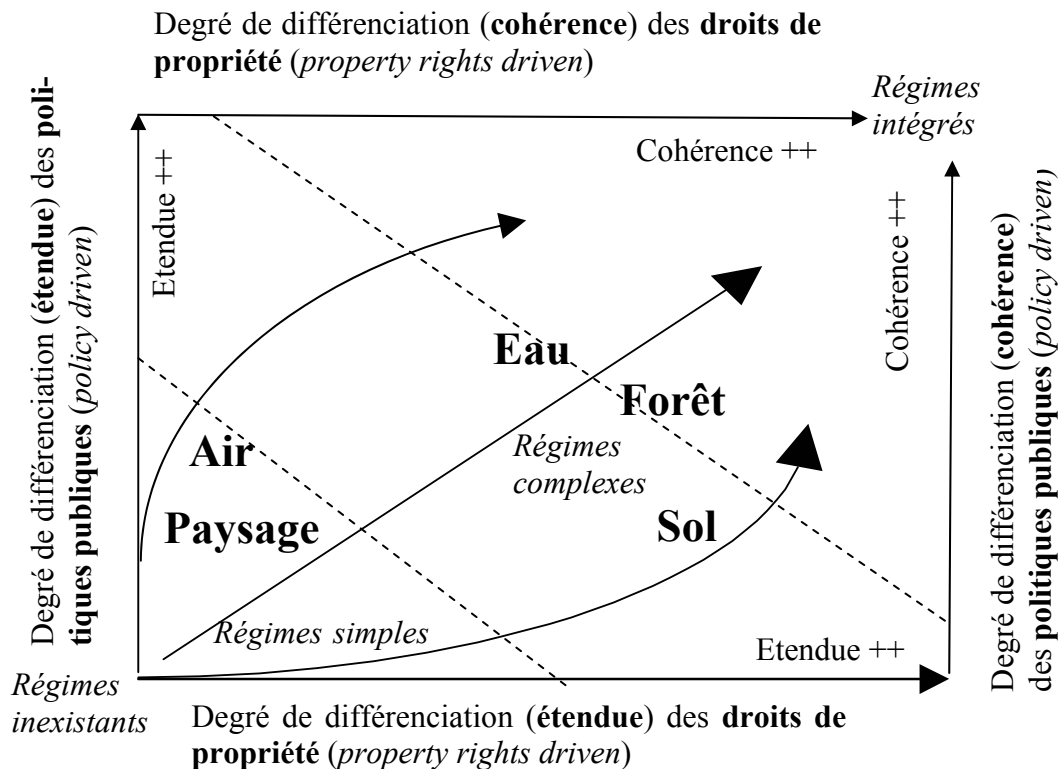 Degré de différenciation (cohérence) des droits de
propriété (property rights driven)
Degré de différenciation (étendue) des poli-
tiques publiques (policy driven)
Etendue ++
Régimes
intégrés
Cohérence ++
Cohérence ++
Degré de différenciation (cohérence)
des politiques publiques (policy driven)
Eau
Forêt
Air
Régimes
complexes
Paysage
Sol
Régimes simples
Etendue ++
Régimes
inexistants
Degré de différenciation (étendue) des droits de
propriété (property rights driven)